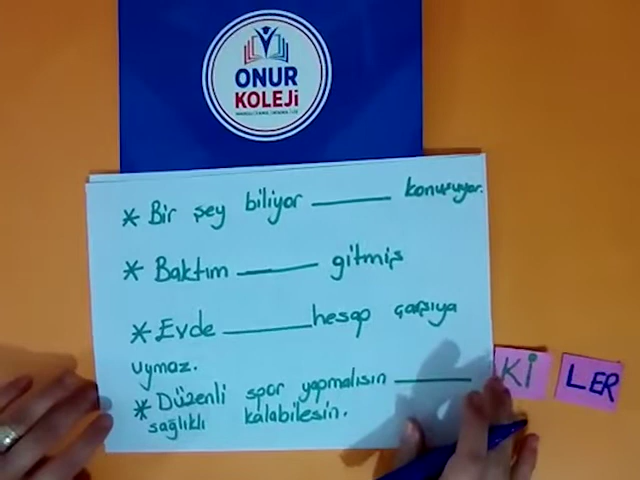 ONUR
KOLEJİ
* Bir şey biliyor ______ konuşuyor.
* Baktım ______ gitmiş
* Evde ______ hesap çarşıya
uymaz.
* Düzenli spor yapmalısın ______
sağlıklı kalabilesin.
Kİ
LER